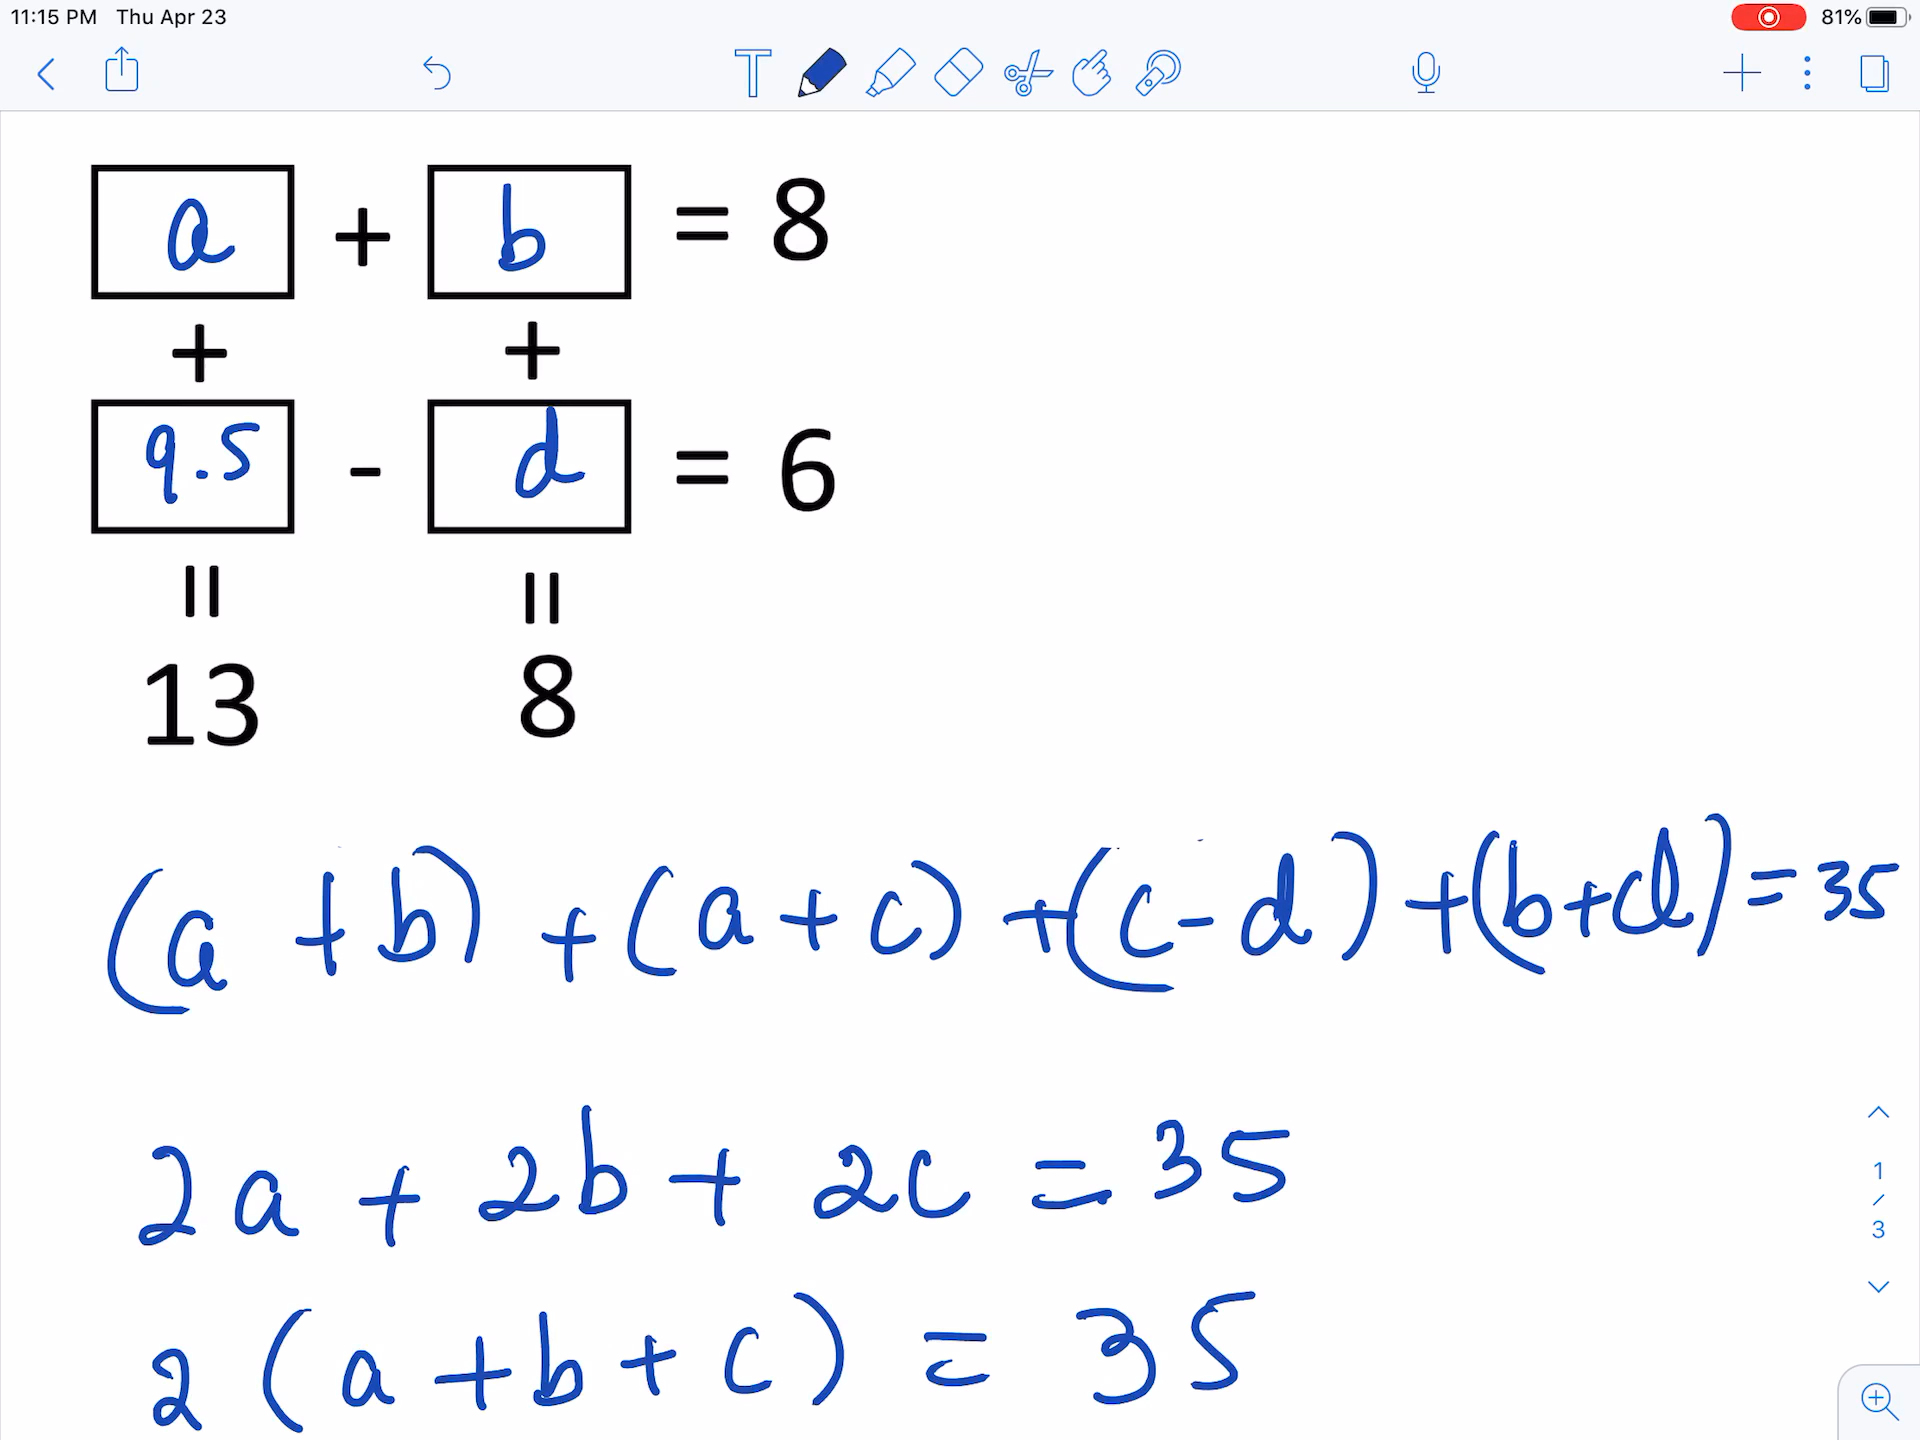 11:15 PM Thu Apr 23 81%
T
a + b = 8
+ +
9.5 - d = 6
= =
13 8
(a + b) + (a + c) + (c - d) + (b + d) = 35
2a + 2b + 2c = 35
1
/
3
2 (a + b + c) = 35